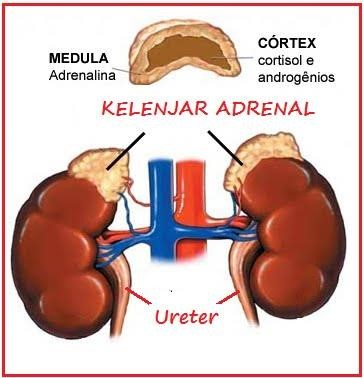 MEDULA
Adrenalina
CÓRTEX
cortisol e
androgênios
KELENJAR ADRENAL
Ureter